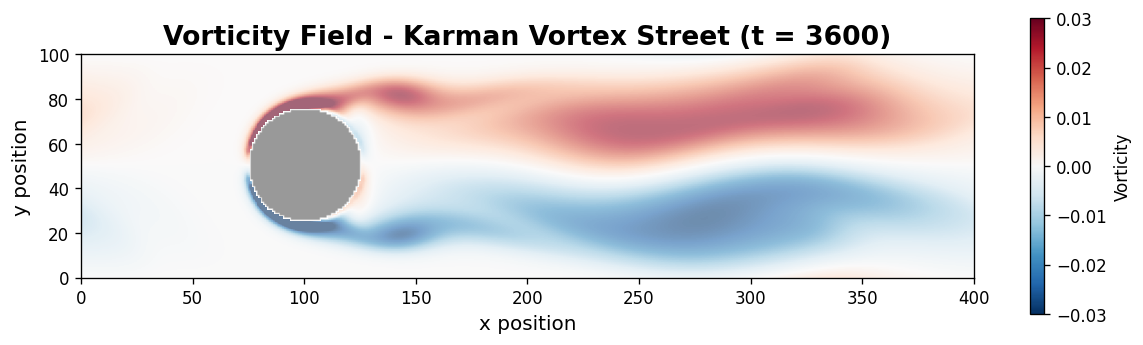 Vorticity Field - Karman Vortex Street (t = 3600)
100
80
60
40
20
0
y position
0 50 100 150 200 250 300 350 400
x position
0.03
0.02
0.01
0.00
−0.01
−0.02
−0.03
Vorticity